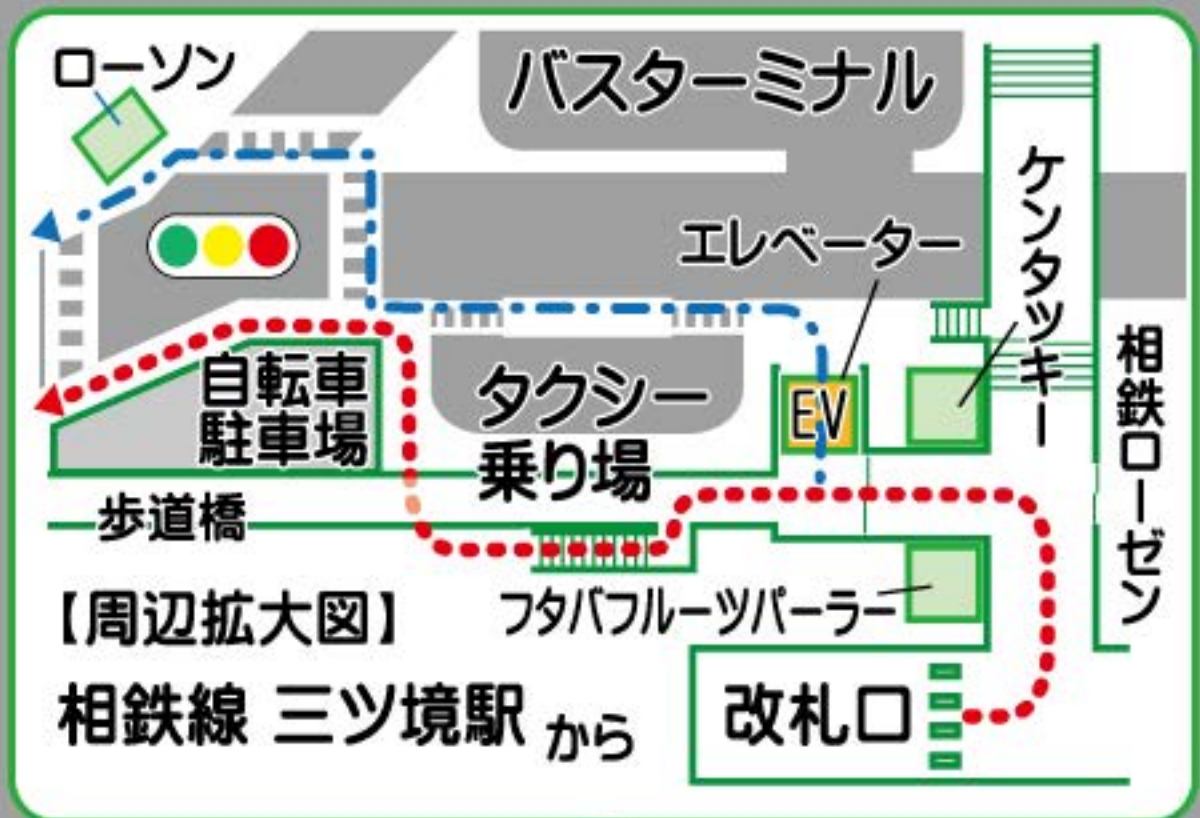 ローソン
バスターミナル
ケンタッキー
エレベーター
相鉄ローゼン
自転車
駐車場
タクシー
乗り場
EV
歩道橋
フタバフルーツパーラー
【周辺拡大図】
相鉄線 三ツ境駅 から
改札口